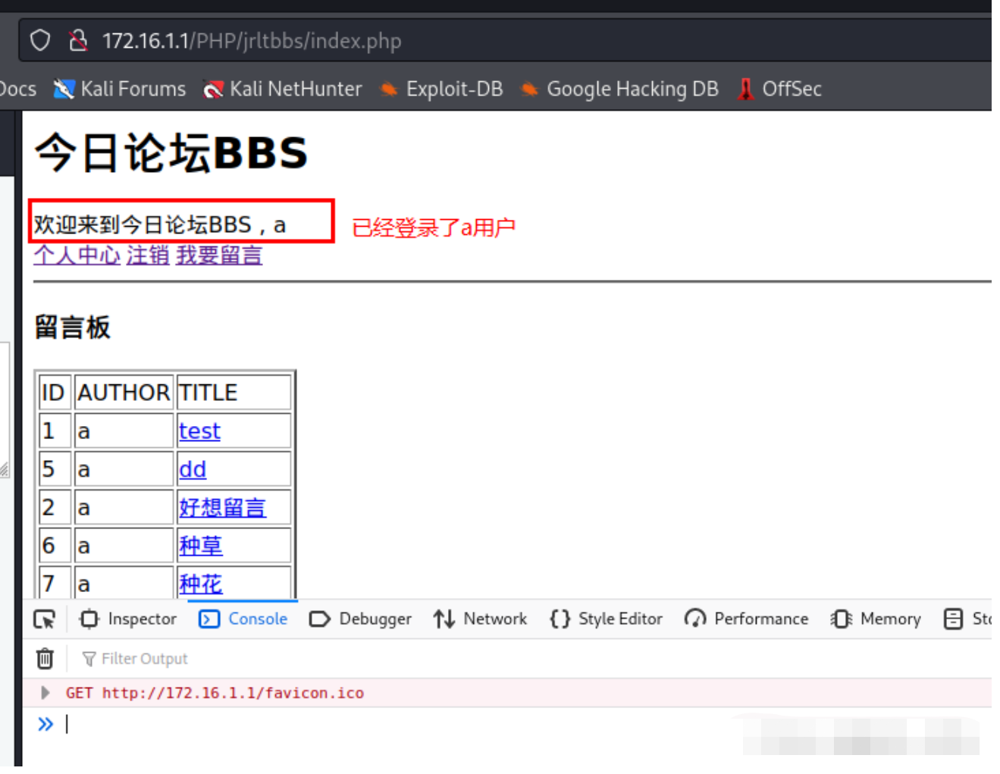 172.16.1.1/PHP/jrltbbs/index.php
Docs Kali Forums Kali NetHunter Exploit-DB Google Hacking DB OffSec
今日论坛BBS
欢迎来到今日论坛BBS，a 已经登录了a用户
个人中心 注销 我要留言
留言板
ID AUTHOR TITLE
1 a test
5 a dd
2 a 好想留言
6 a 种草
7 a 种花
Inspector Console Debugger Network Style Editor Performance Memory
Filter Output
GET http://172.16.1.1/favicon.ico